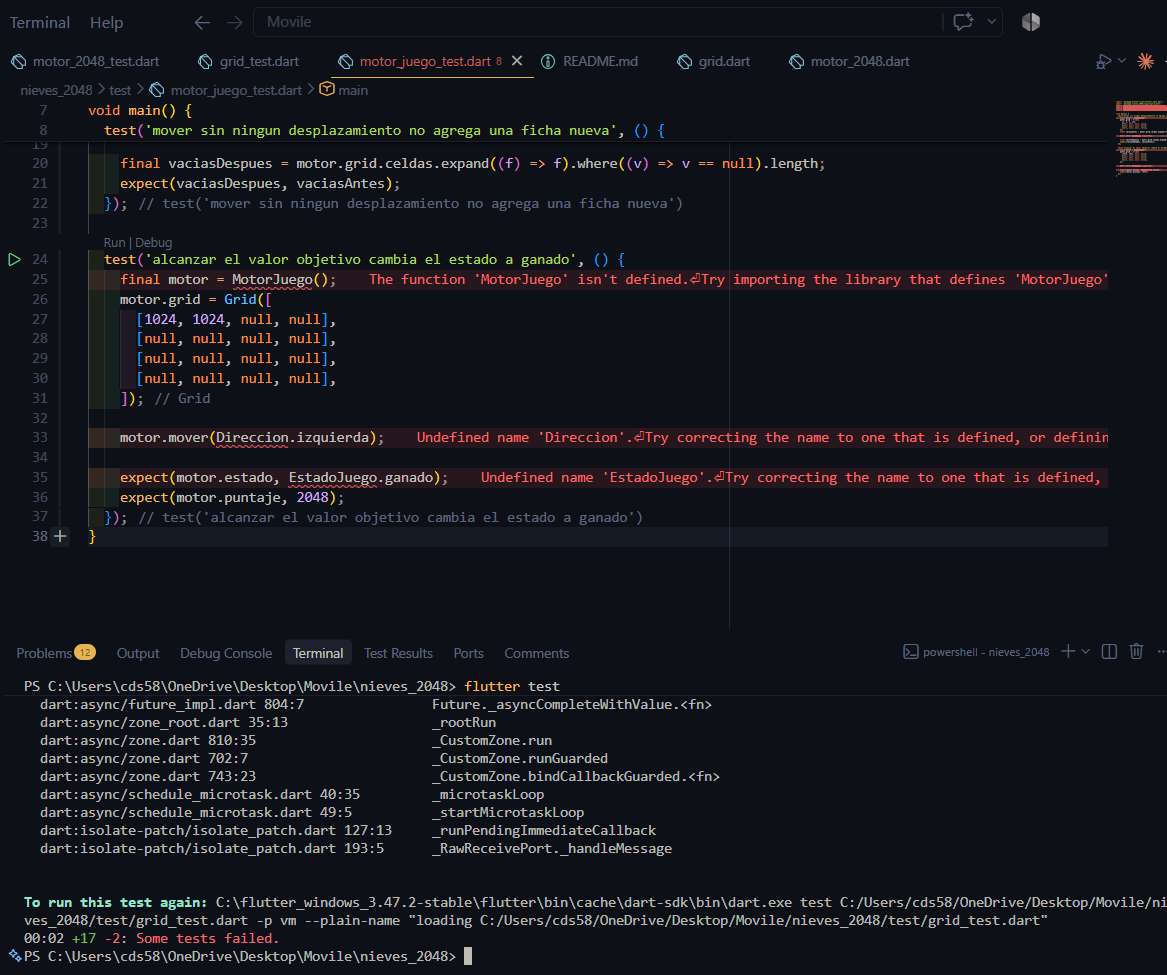 Terminal Help Movile
motor_2048_test.dart grid_test.dart motor_juego_test.dart 8 README.md grid.dart motor_2048.dart
nieves_2048 > test > motor_juego_test.dart > main
7 void main() {
8 test('mover sin ningun desplazamiento no agrega una ficha nueva', () {
19
20 final vaciasDespues = motor.grid.celdas.expand((f) => f).where((v) => v == null).length;
21 expect(vaciasDespues, vaciasAntes);
22 }); // test('mover sin ningun desplazamiento no agrega una ficha nueva')
23
Run | Debug
24 test('alcanzar el valor objetivo cambia el estado a ganado', () {
25 final motor = MotorJuego(); The function 'MotorJuego' isn't defined.⏎Try importing the library that defines 'MotorJuego'
26 motor.grid = Grid([
27 [1024, 1024, null, null],
28 [null, null, null, null],
29 [null, null, null, null],
30 [null, null, null, null],
31 ]); // Grid
32
33 motor.mover(Direccion.izquierda); Undefined name 'Direccion'.⏎Try correcting the name to one that is defined, or definin
34
35 expect(motor.estado, EstadoJuego.ganado); Undefined name 'EstadoJuego'.⏎Try correcting the name to one that is defined,
36 expect(motor.puntaje, 2048);
37 }); // test('alcanzar el valor objetivo cambia el estado a ganado')
38 }
Problems 12 Output Debug Console Terminal Test Results Ports Comments powershell - nieves_2048
PS C:\Users\cds58\OneDrive\Desktop\Movile\nieves_2048> flutter test
dart:async/future_impl.dart 804:7 Future._asyncCompleteWithValue.<fn>
dart:async/zone_root.dart 35:13 _rootRun
dart:async/zone.dart 810:35 _CustomZone.run
dart:async/zone.dart 702:7 _CustomZone.runGuarded
dart:async/zone.dart 743:23 _CustomZone.bindCallbackGuarded.<fn>
dart:async/schedule_microtask.dart 40:35 _microtaskLoop
dart:async/schedule_microtask.dart 49:5 _startMicrotaskLoop
dart:isolate-patch/isolate_patch.dart 127:13 _runPendingImmediateCallback
dart:isolate-patch/isolate_patch.dart 193:5 _RawReceivePort._handleMessage
To run this test again: C:\flutter_windows_3.47.2-stable\flutter\bin\cache\dart-sdk\bin\dart.exe test C:/Users/cds58/OneDrive/Desktop/Movile/ni
ves_2048/test/grid_test.dart -p vm --plain-name "loading C:/Users/cds58/OneDrive/Desktop/Movile/nieves_2048/test/grid_test.dart"
00:02 +17 -2: Some tests failed.
PS C:\Users\cds58\OneDrive\Desktop\Movile\nieves_2048>